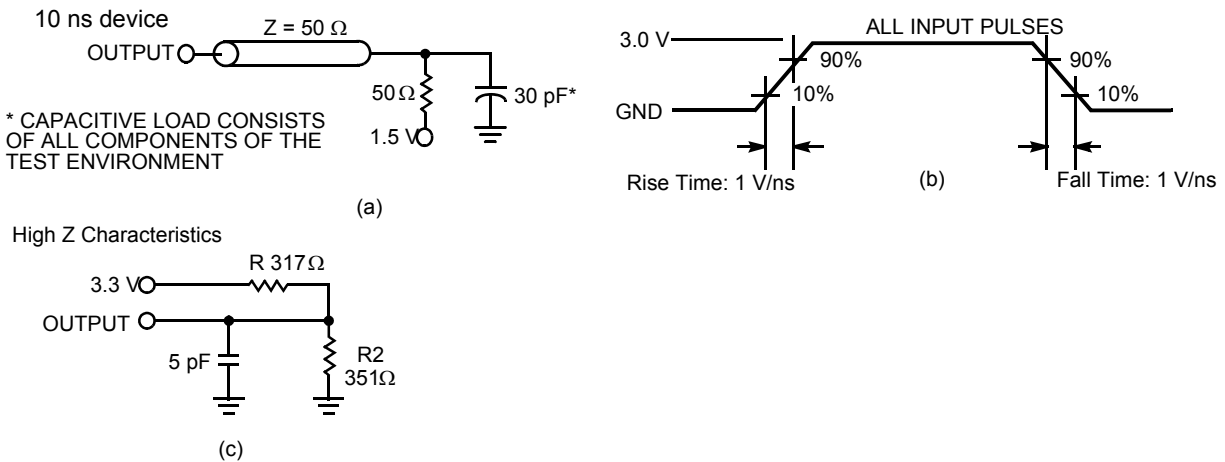 10 ns device
OUTPUT
Z = 50 Ω
50 Ω
30 pF*
1.5 V
* CAPACITIVE LOAD CONSISTS
OF ALL COMPONENTS OF THE
TEST ENVIRONMENT
(a)
ALL INPUT PULSES
3.0 V
90%
90%
10%
10%
GND
Rise Time: 1 V/ns
(b)
Fall Time: 1 V/ns
High Z Characteristics
R 317Ω
3.3 V
OUTPUT
5 pF
R2
351Ω
(c)